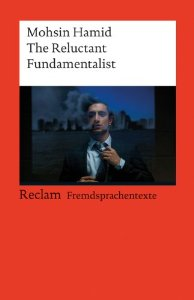 Mohsin Hamid
The Reluctant
Fundamentalist
Reclam Fremdsprachentexte